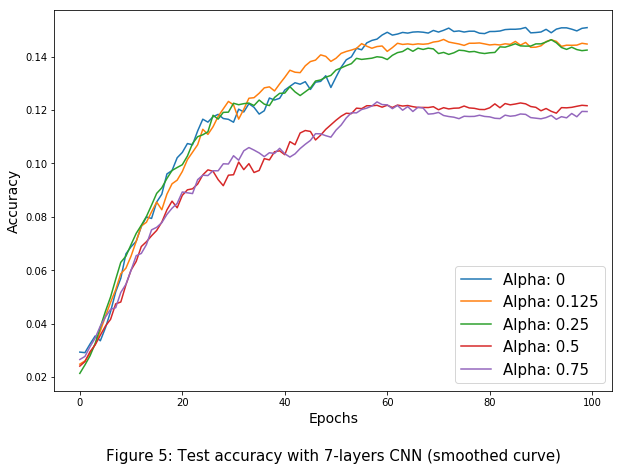 0.14
0.12
0.10
0.08
0.06
0.04
0.02
Accuracy
0 20 40 60 80 100
Epochs
Alpha: 0
Alpha: 0.125
Alpha: 0.25
Alpha: 0.5
Alpha: 0.75
Figure 5: Test accuracy with 7-layers CNN (smoothed curve)